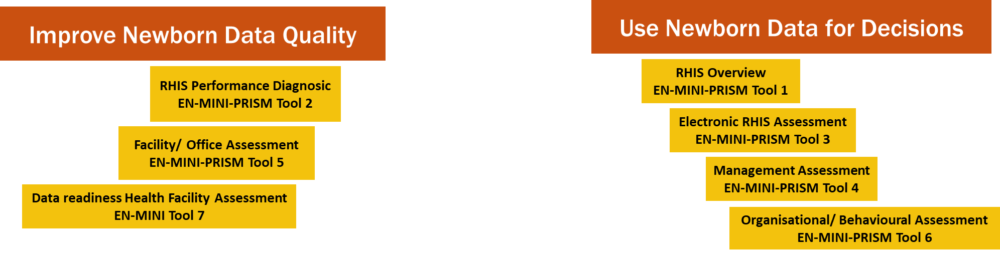 Improve Newborn Data Quality
RHIS Performance Diagnosic
EN-MINI-PRISM Tool 2
Facility/ Office Assessment
EN-MINI-PRISM Tool 5
Data readiness Health Facility Assessment
EN-MINI Tool 7
Use Newborn Data for Decisions
RHIS Overview
EN-MINI-PRISM Tool 1
Electronic RHIS Assessment
EN-MINI-PRISM Tool 3
Management Assessment
EN-MINI-PRISM Tool 4
Organisational/ Behavioural Assessment
EN-MINI-PRISM Tool 6